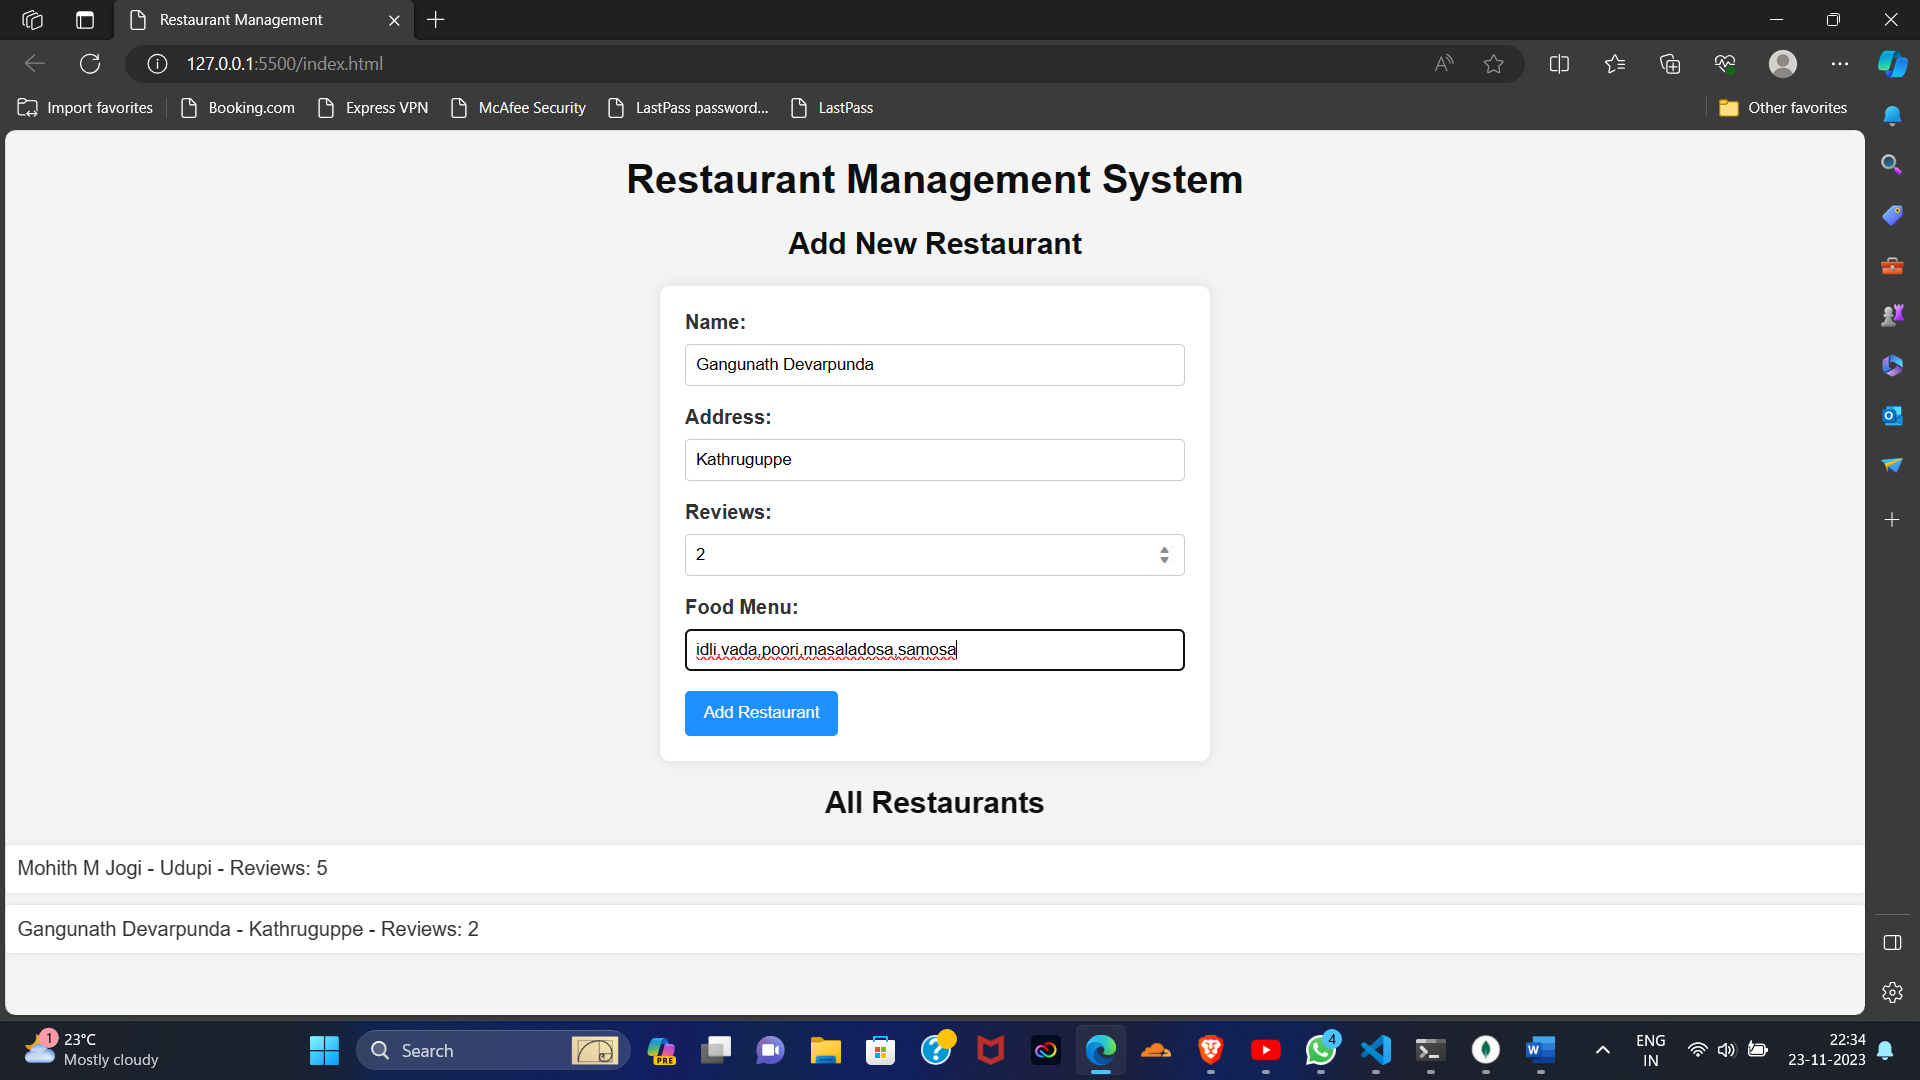 Restaurant Management
127.0.0.1:5500/index.html
Import favorites
Booking.com
Express VPN
McAfee Security
LastPass password...
LastPass
Other favorites
Restaurant Management System
Add New Restaurant
Name:
Gangunath Devarpunda
Address:
Kathruguppe
Reviews:
2
Food Menu:
idli,vada,poori,masaladosa,samosa
Add Restaurant
All Restaurants
Mohith M Jogi - Udupi - Reviews: 5
Gangunath Devarpunda - Kathruguppe - Reviews: 2
1
23°C
Mostly cloudy
Search
PRE
4
ENG
IN
22:34
23-11-2023